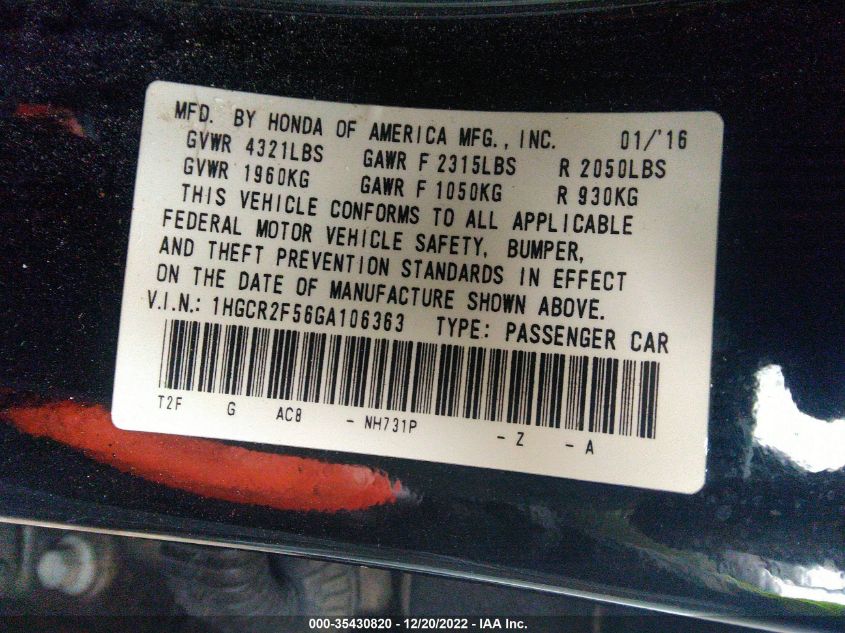 MFD. BY HONDA OF AMERICA MFG., INC. 01/'16
GVWR 4321LBS GAWR F 2315LBS R 2050LBS
GVWR 1960KG GAWR F 1050KG R 930KG
THIS VEHICLE CONFORMS TO ALL APPLICABLE
FEDERAL MOTOR VEHICLE SAFETY, BUMPER,
AND THEFT PREVENTION STANDARDS IN EFFECT
ON THE DATE OF MANUFACTURE SHOWN ABOVE.
V.I.N.: 1HGCR2F56GA106363 TYPE: PASSENGER CAR
T2F G AC8 - NH731P - Z - A
000-35430820 - 12/20/2022 - IAA Inc.